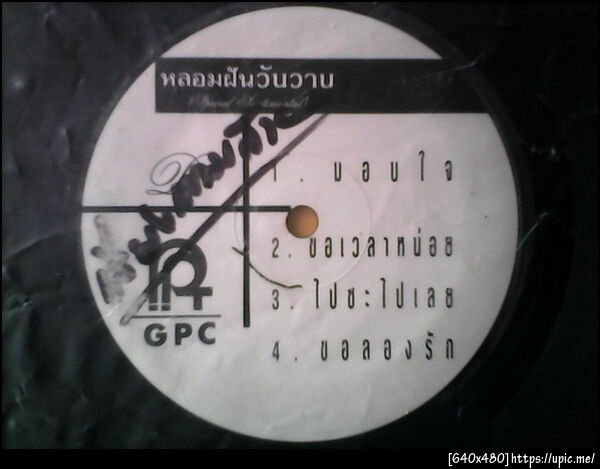 หลอมฝันวันวาน
1. มอบใจ
2. ขอเวลาหน่อย
3. ไปซะไปเลย
4. ขอลองรัก
GPC
[640x480]https://upic.me/